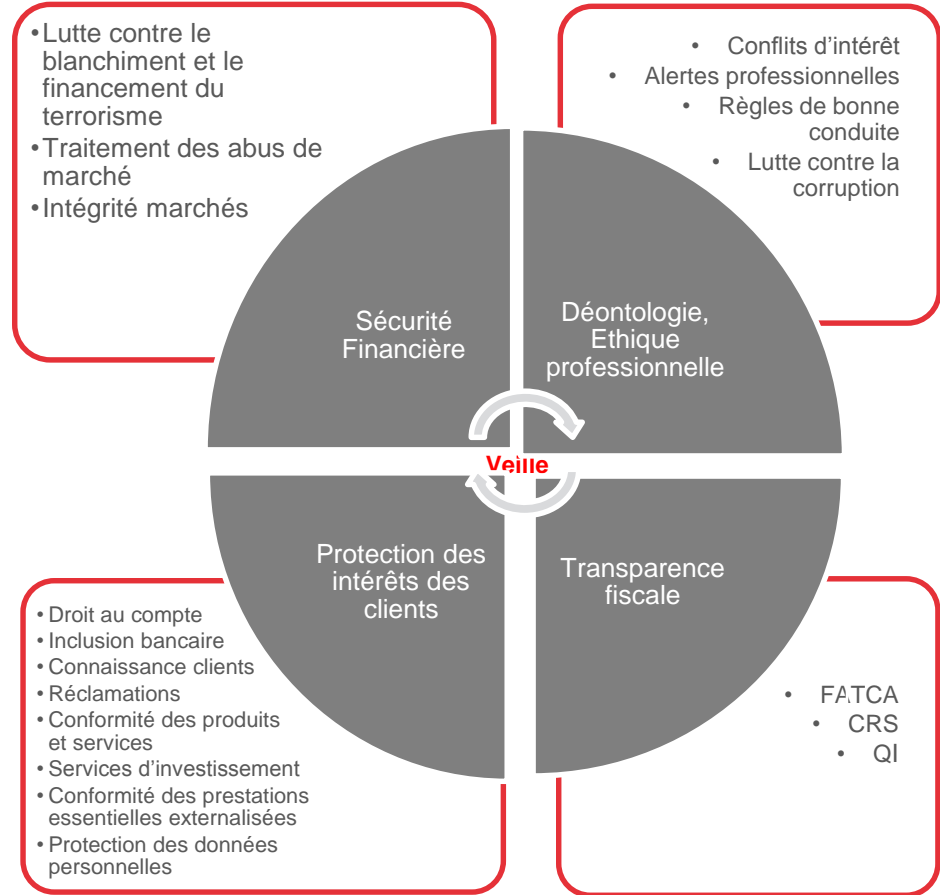 •Lutte contre le
blanchiment et le
financement du
terrorisme
•Traitement des abus de
marché
•Intégrité marchés
• Conflits d'intérêt
• Alertes professionnelles
• Règles de bonne
conduite
• Lutte contre la
corruption
Sécurité
Financière
Déontologie,
Ethique
professionnelle
Veille
Protection des
intérêts des
clients
Transparence
fiscale
• Droit au compte
• Inclusion bancaire
• Connaissance clients
• Réclamations
• Conformité des produits
et services
• Services d'investissement
• Conformité des prestations
essentielles externalisées
• Protection des données
personnelles
• FATCA
• CRS
• QI